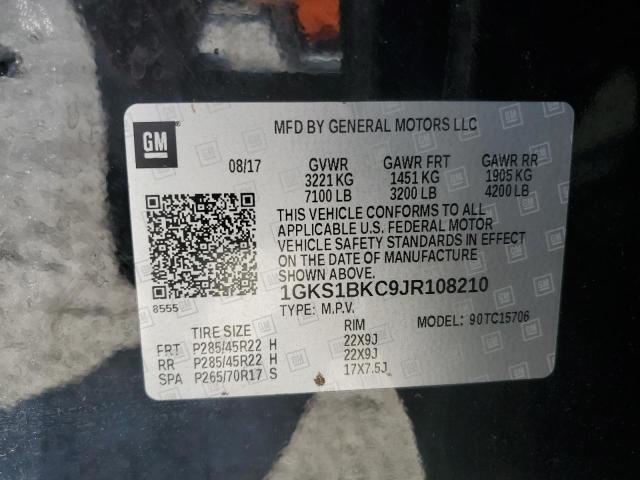 GM
MFD BY GENERAL MOTORS LLC
08/17 GVWR GAWR FRT GAWR RR
3221 KG 1451 KG 1905 KG
7100 LB 3200 LB 4200 LB
THIS VEHICLE CONFORMS TO ALL
APPLICABLE U.S. FEDERAL MOTOR
VEHICLE SAFETY STANDARDS IN EFFECT
ON THE DATE OF MANUFACTURE
SHOWN ABOVE.
8555 1GKS1BKC9JR108210
TYPE: M.P.V. MODEL: 90TC15706
TIRE SIZE RIM
FRT P285/45R22 H 22X9J
RR P285/45R22 H 22X9J
SPA P265/70R17 S 17X7.5J